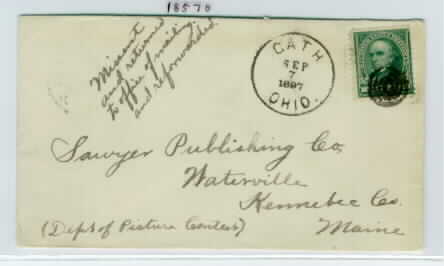 18570
Missent
and returned
to office of mailing
and reforwarded.
CATH
SEP
7
1897
OHIO.
Sawyer Publishing Co,
Waterville
Kennebec Co.
(Dept of Picture Contest)
Maine